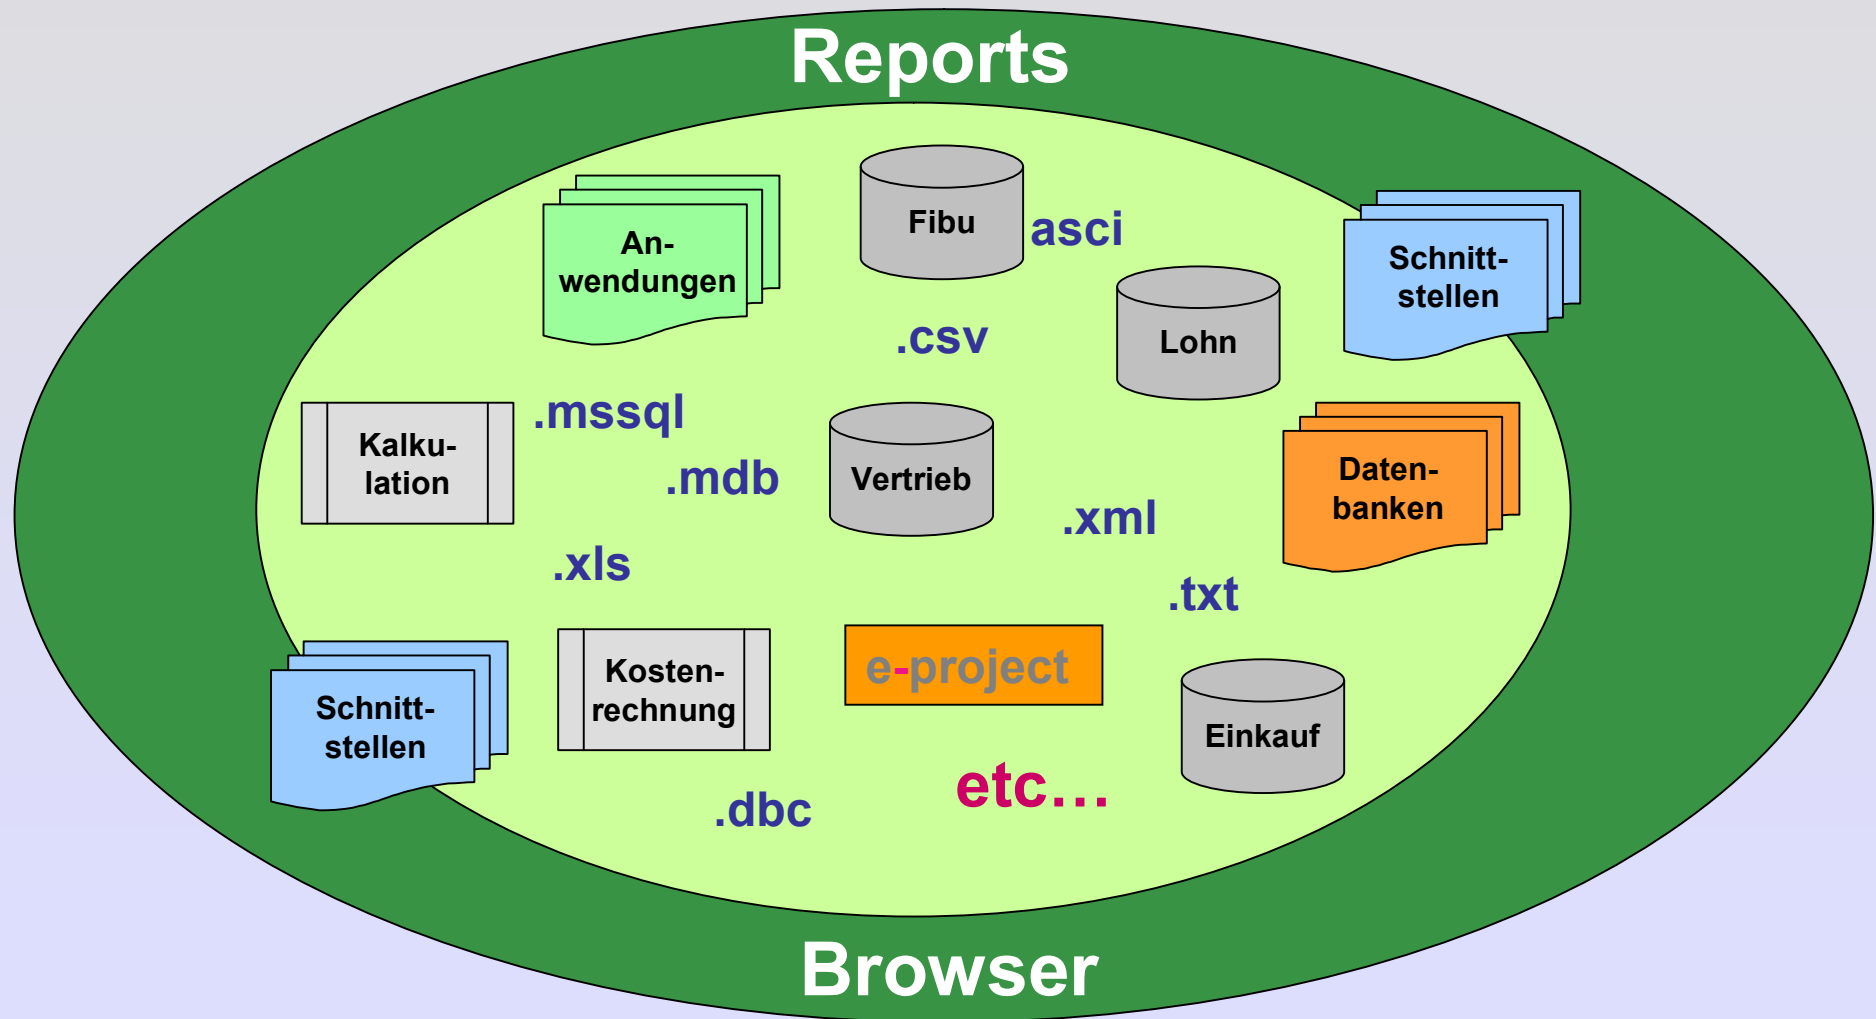 Reports
Fibu
asci
An-
wendungen
Schnitt-
stellen
.csv
Lohn
.mssql
Kalku-
lation
.mdb
Vertrieb
Daten-
banken
.xml
.xls
.txt
e-project
Kosten-
rechnung
Schnitt-
stellen
Einkauf
etc…
.dbc
Browser